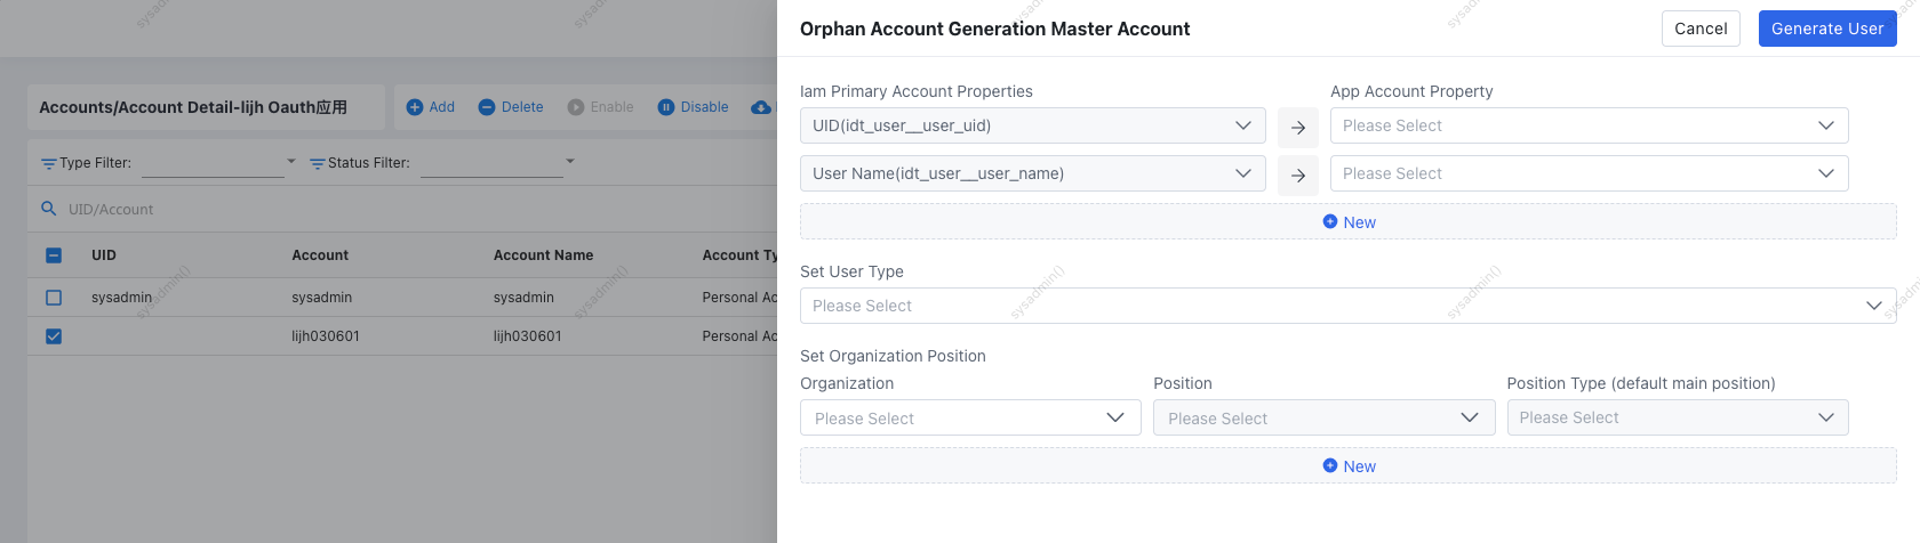 Orphan Account Generation Master Account
Cancel
Generate User
Accounts/Account Detail-lijh Oauth应用
Add
Delete
Enable
Disable
Type Filter:
Status Filter:
UID/Account
UID
Account
Account Name
Account Ty
sysadmin
sysadmin
sysadmin
Personal Ac
lijh030601
lijh030601
Personal Ac
Iam Primary Account Properties
App Account Property
UID(idt_user__user_uid)
Please Select
User Name(idt_user__user_name)
Please Select
New
Set User Type
Please Select
Set Organization Position
Organization
Position
Position Type (default main position)
Please Select
Please Select
Please Select
New
sysadmin()
sysadmin()
sysadmin()
sysadmin()